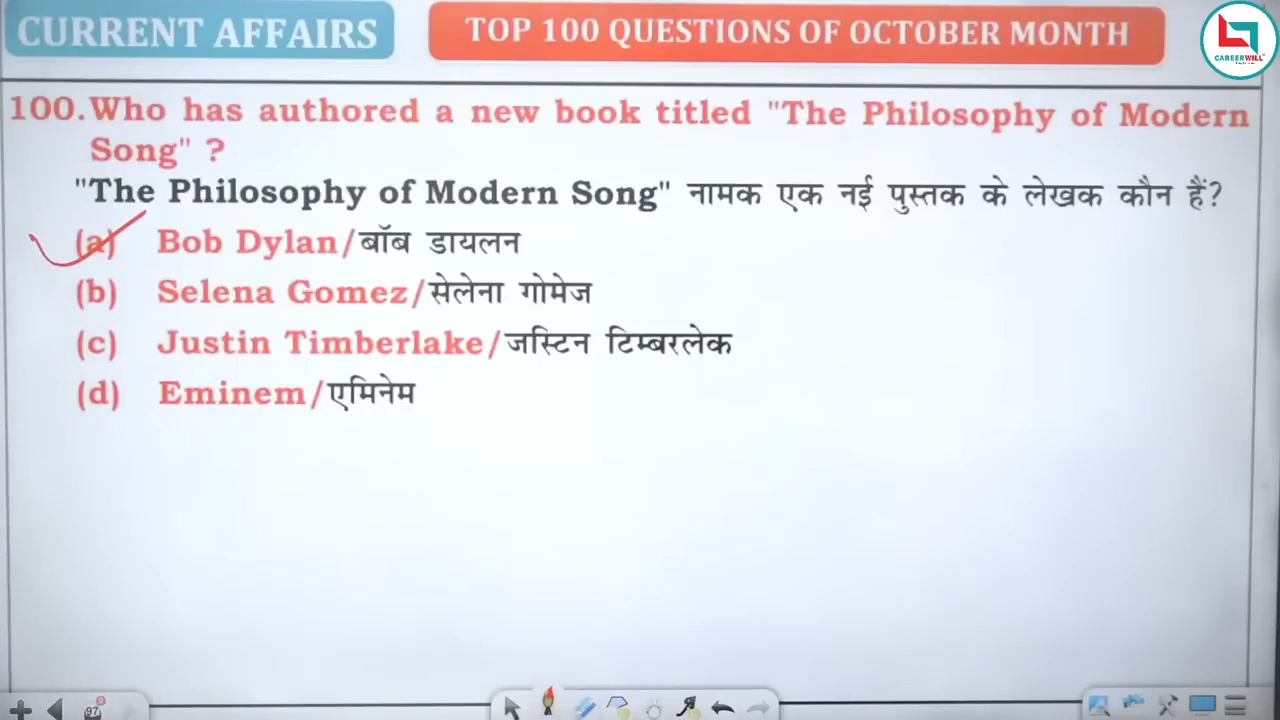 CURRENT AFFAIRS
TOP 100 QUESTIONS OF OCTOBER MONTH
CAREERWILL
100. Who has authored a new book titled "The Philosophy of Modern
Song" ?
"The Philosophy of Modern Song" नामक एक नई पुस्तक के लेखक कौन हैं?
(a) Bob Dylan/बॉब डायलन
(b) Selena Gomez/सेलेना गोमेज
(c) Justin Timberlake/जस्टिन टिम्बरलेक
(d) Eminem/एमिनेम
97